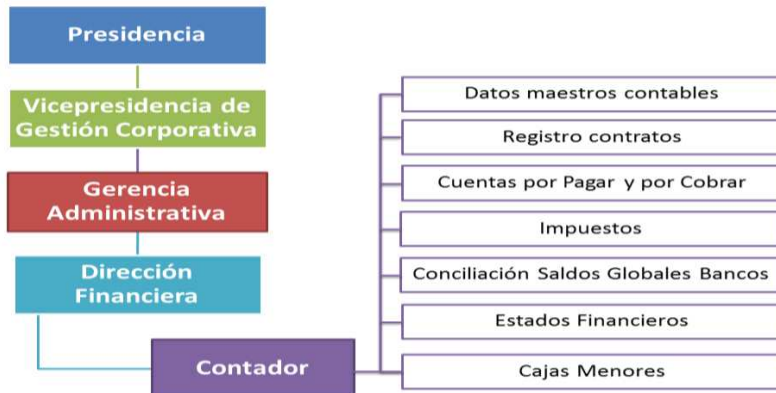 Presidencia
Vicepresidencia de
Gestión Corporativa
Gerencia
Administrativa
Dirección
Financiera
Contador
Datos maestros contables
Registro contratos
Cuentas por Pagar y por Cobrar
Impuestos
Conciliación Saldos Globales Bancos
Estados Financieros
Cajas Menores